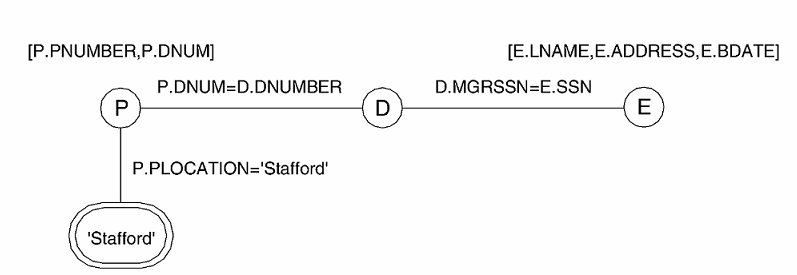 [P.PNUMBER,P.DNUM]
[E.LNAME,E.ADDRESS,E.BDATE]
P.DNUM=D.DNUMBER
D.MGRSSN=E.SSN
P
D
E
P.PLOCATION='Stafford'
'Stafford'